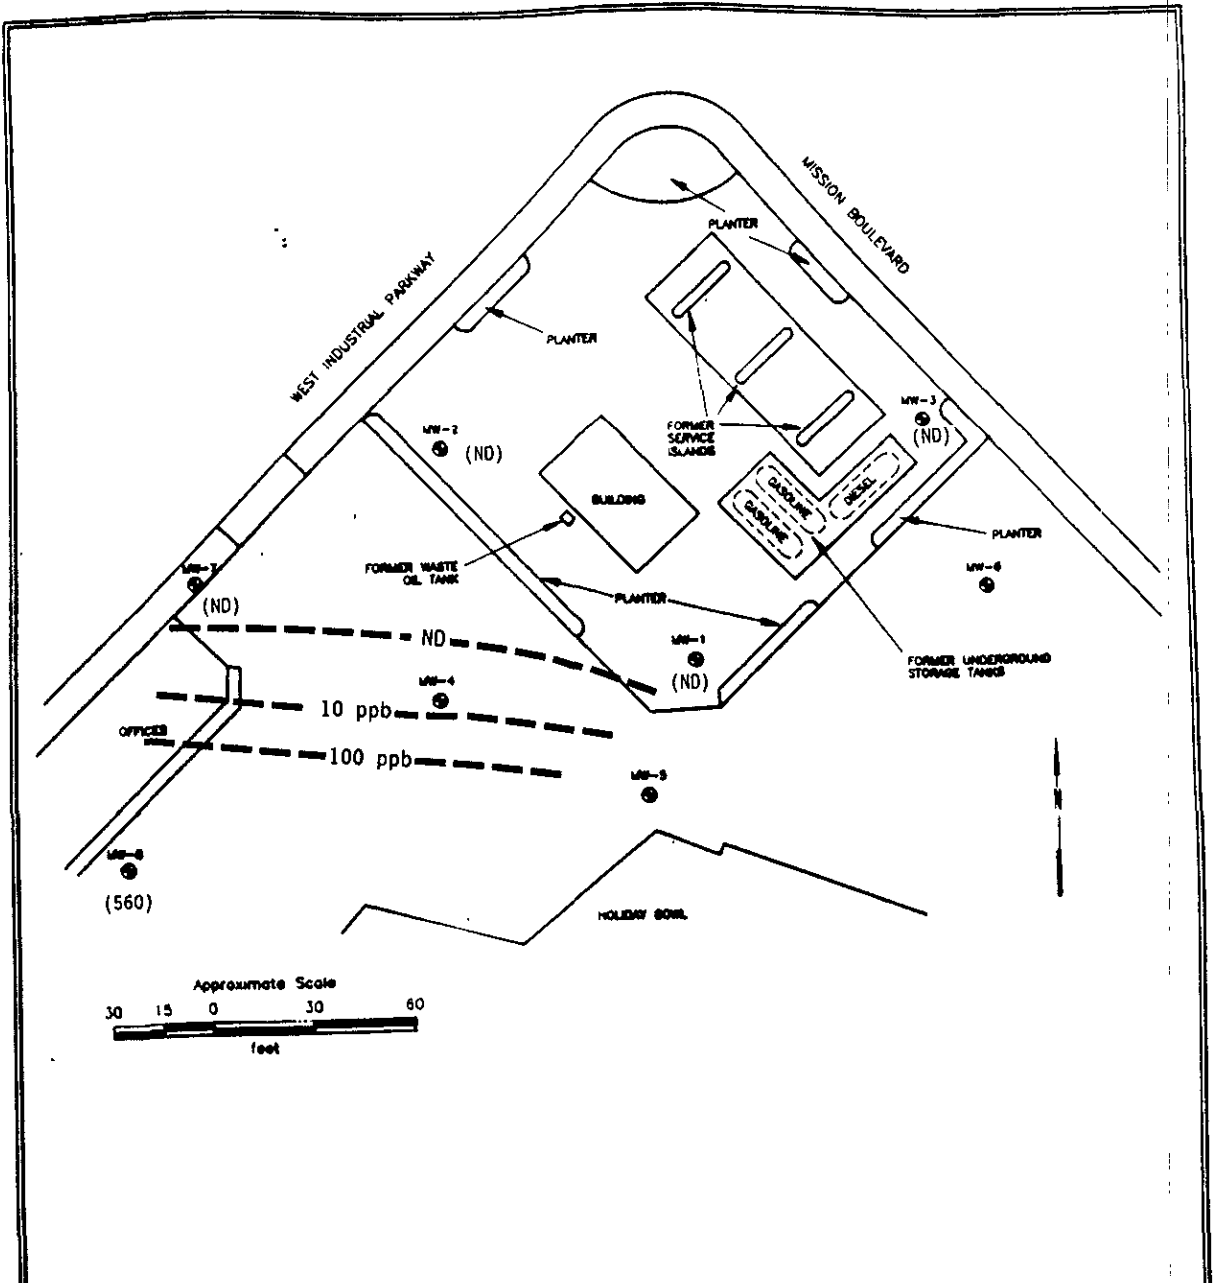 MISSION BOULEVARD
PLANTER
WEST INDUSTRIAL PARKWAY
PLANTER
MW-3
(ND)
MW-2
(ND)
FORMER
SERVICE
ISLANDS
GASOLINE
DIESEL
GASOLINE
BUILDING
PLANTER
FORMER WASTE
OIL TANK
MW-6
(ND)
PLANTER
MW-1
(ND)
ND
FORMER UNDERGROUND
STORAGE TANKS
MW-4
10 ppb
OFFICES
100 ppb
MW-5
MW-8
(560)
HOLIDAY BOWL
N
Approximate Scale
30 15 0 30 60
feet